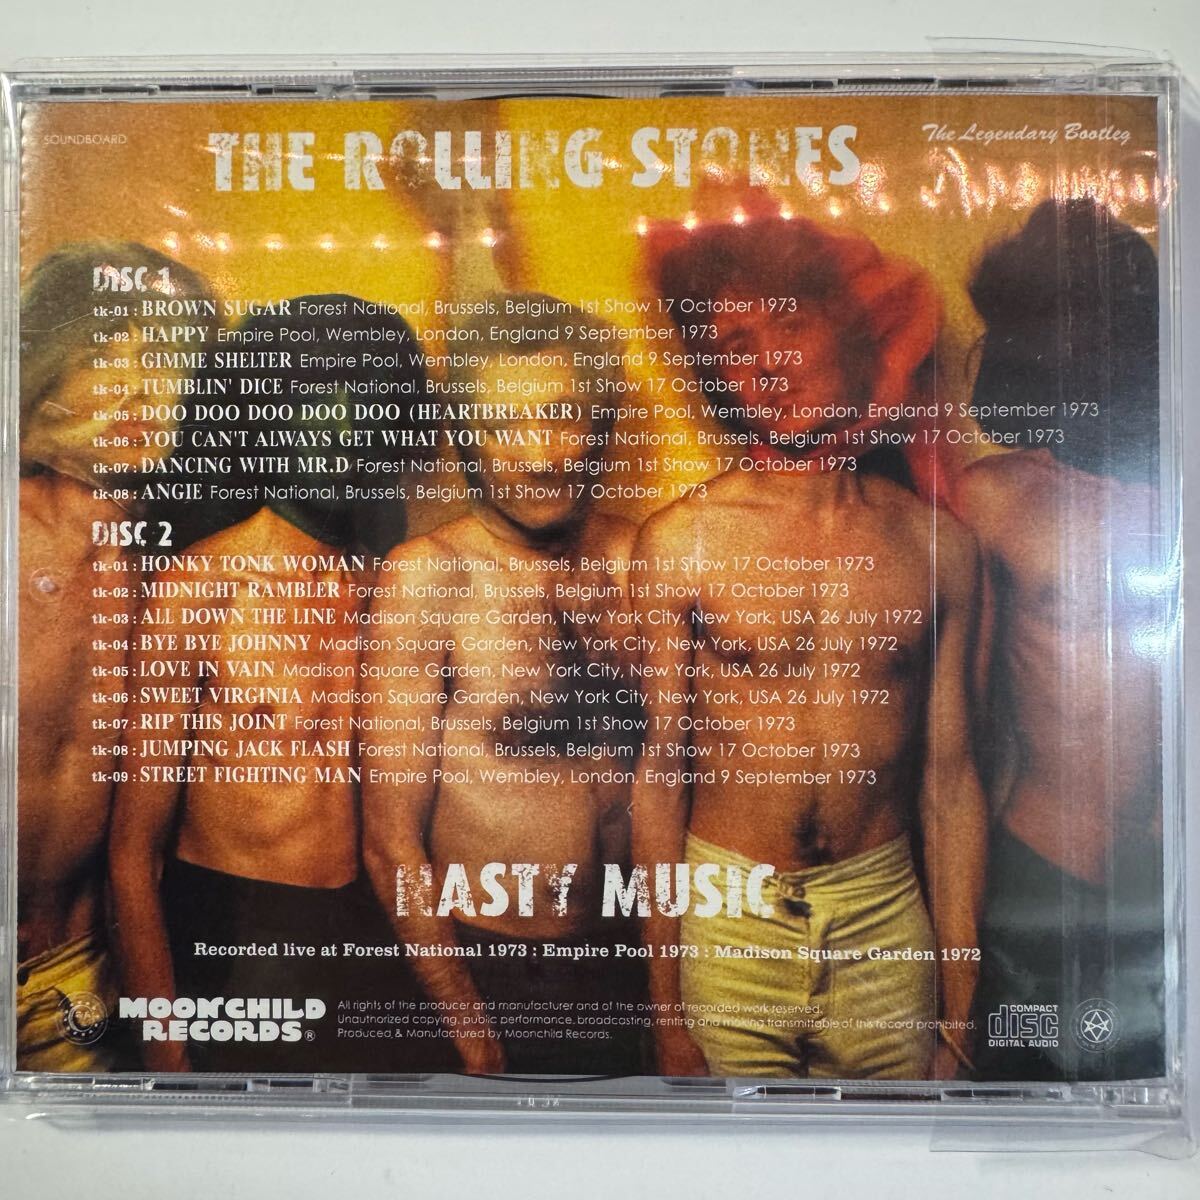 SOUNDBOARD
THE ROLLING STONES
The Legendary Bootleg
DISC 1
tk-01 : BROWN SUGAR Forest National, Brussels, Belgium 1st Show 17 October 1973
tk-02 : HAPPY Empire Pool, Wembley, London, England 9 September 1973
tk-03 : GIMME SHELTER Empire Pool, Wembley, London, England 9 September 1973
tk-04 : TUMBLIN' DICE Forest National, Brussels, Belgium 1st Show 17 October 1973
tk-05 : DOO DOO DOO DOO DOO (HEARTBREAKER) Empire Pool, Wembley, London, England 9 September 1973
tk-06 : YOU CAN'T ALWAYS GET WHAT YOU WANT Forest National, Brussels, Belgium 1st Show 17 October 1973
tk-07 : DANCING WITH MR.D Forest National, Brussels, Belgium 1st Show 17 October 1973
tk-08 : ANGIE Forest National, Brussels, Belgium 1st Show 17 October 1973
DISC 2
tk-01 : HONKY TONK WOMAN Forest National, Brussels, Belgium 1st Show 17 October 1973
tk-02 : MIDNIGHT RAMBLER Forest National, Brussels, Belgium 1st Show 17 October 1973
tk-03 : ALL DOWN THE LINE Madison Square Garden, New York City, New York, USA 26 July 1972
tk-04 : BYE BYE JOHNNY Madison Square Garden, New York City, New York, USA 26 July 1972
tk-05 : LOVE IN VAIN Madison Square Garden, New York City, New York, USA 26 July 1972
tk-06 : SWEET VIRGINIA Madison Square Garden, New York City, New York, USA 26 July 1972
tk-07 : RIP THIS JOINT Forest National, Brussels, Belgium 1st Show 17 October 1973
tk-08 : JUMPING JACK FLASH Forest National, Brussels, Belgium 1st Show 17 October 1973
tk-09 : STREET FIGHTING MAN Empire Pool, Wembley, London, England 9 September 1973
NASTY MUSIC
Recorded live at Forest National 1973 : Empire Pool 1973 : Madison Square Garden 1972
MOONCHILD
RECORDS®
All rights of the producer and manufacturer and of the owner of recorded work reserved.
Unauthorized copying, public performance, broadcasting, renting and making transmittable of this record prohibited.
Produced & Manufactured by Moonchild Records.
COMPACT
disc
DIGITAL AUDIO